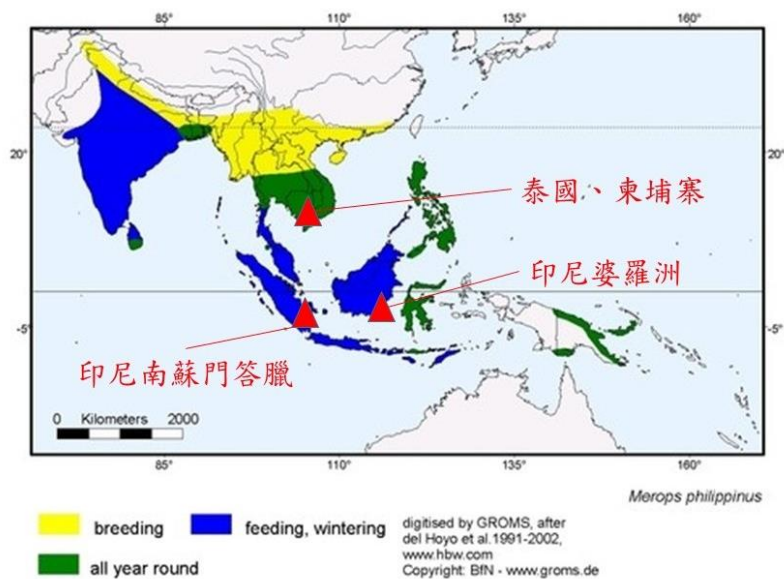 85° 110° 135° 160°
20° 20°
泰國、柬埔寨
印尼婆羅洲
-5° -5°
印尼南蘇門答臘
0 Kilometers 2000
85° 110° 135° 160°
Merops philippinus
breeding
feeding, wintering
all year round
digitised by GROMS, after
del Hoyo et al.1991-2002,
www.hbw.com
Copyright: BfN - www.groms.de